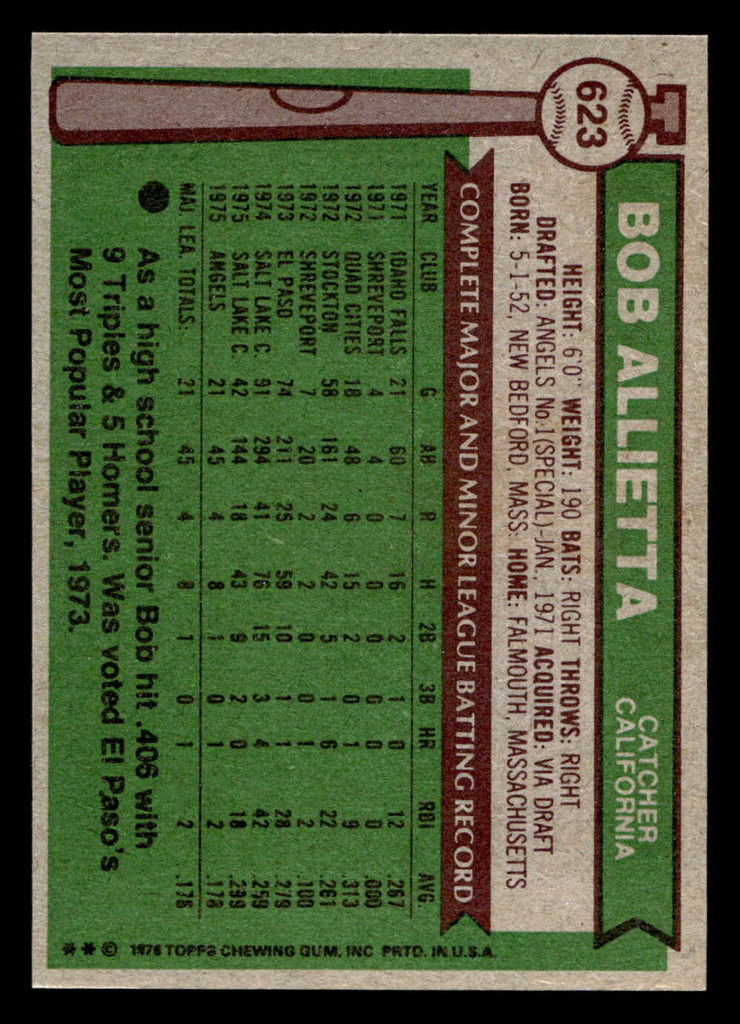 623
BOB ALLIETTA
CATCHER
CALIFORNIA
HEIGHT: 6'0" WEIGHT: 190 BATS: RIGHT THROWS: RIGHT
DRAFTED: ANGELS No.1(SPECIAL)-JAN., 1971 ACQUIRED: VIA DRAFT
BORN: 5-1-52, NEW BEDFORD, MASS: HOME: FALMOUTH, MASSACHUSETTS
COMPLETE MAJOR AND MINOR LEAGUE BATTING RECORD
YEAR CLUB G AB R H 2B 3B HR RBI AVG.
1971 IDAHO FALLS 21 60 7 16 2 1 0 12 .267
1971 SHREVEPORT 4 4 0 0 0 0 0 0 .000
1972 QUAD CITIES 18 48 6 15 2 0 1 9 .313
1972 STOCKTON 58 161 24 42 5 1 6 22 .261
1972 SHREVEPORT 7 20 2 2 0 0 1 2 .100
1973 EL PASO 74 211 25 59 10 1 1 28 .279
1974 SALT LAKE C. 91 294 41 76 15 3 4 42 .259
1975 SALT LAKE C. 42 144 18 43 9 2 0 18 .299
1975 ANGELS 21 45 4 8 1 0 1 2 .178
MAJ. LEA. TOTALS: 21 45 4 8 1 0 1 2 .178
As a high school senior Bob hit .406 with
9 Triples & 5 Homers. Was voted El Paso's
Most Popular Player, 1973.
** © 1976 TOPPS CHEWING GUM, INC PRTD. IN U.S.A.